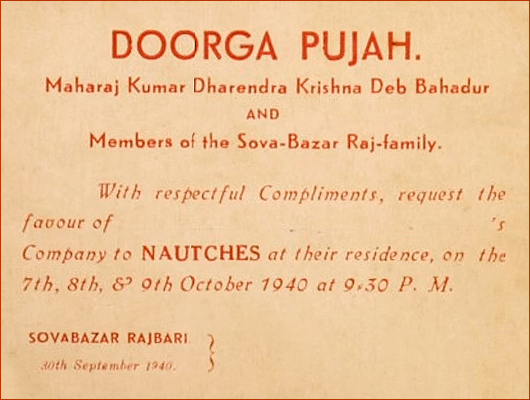 DOORGA PUJAH.
Maharaj Kumar Dharendra Krishna Deb Bahadur
AND
Members of the Sova-Bazar Raj-family.
With respectful Compliments, request the
favour of 's
Company to NAUTCHES at their residence, on the
7th, 8th, & 9th October 1940 at 9-30 P. M.
SOVABAZAR RAJBARI
30th September 1940.